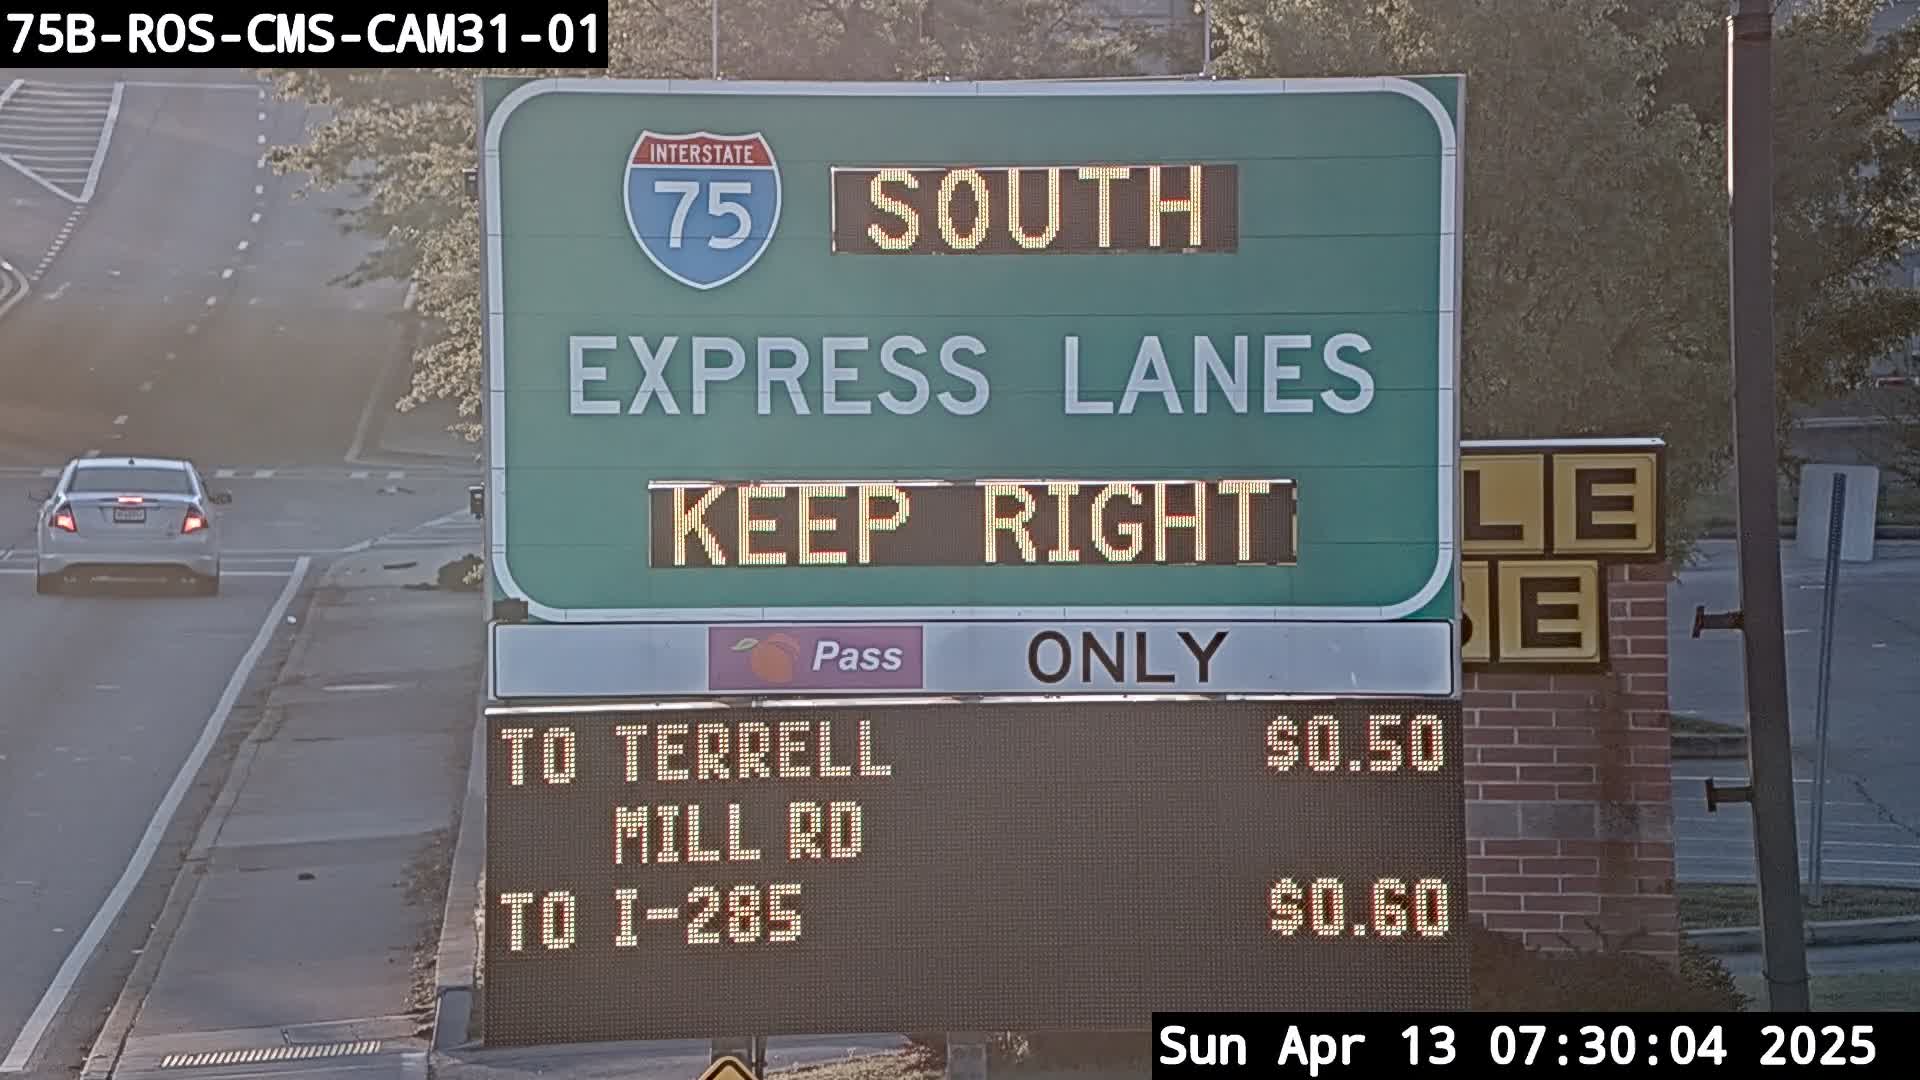 75B-ROS-CMS-CAM31-01
INTERSTATE
75
SOUTH
EXPRESS LANES
KEEP RIGHT
Pass ONLY
TO TERRELL $0.50
MILL RD
TO I-285 $0.60
LE
E
Sun Apr 13 07:30:04 2025